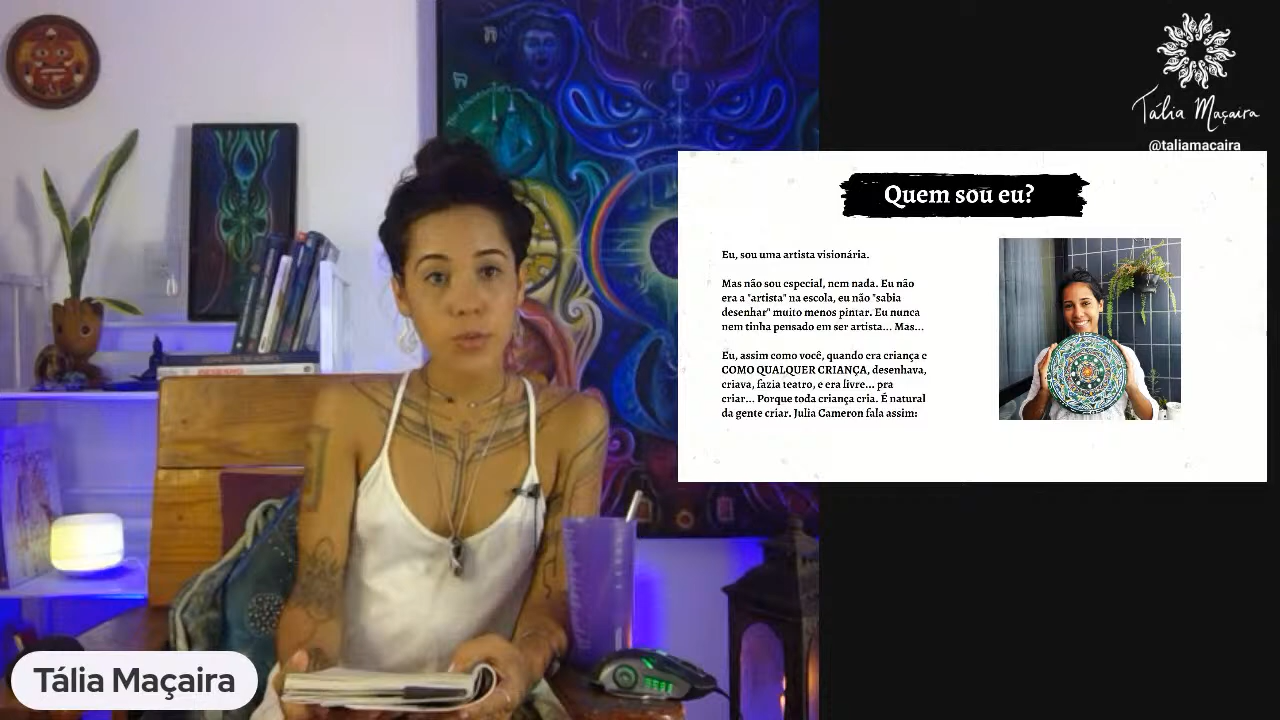 Tália Maçaira
@taliamacaira
Quem sou eu?
Eu, sou uma artista visionária.
Mas não sou especial, nem nada. Eu não
era a "artista" na escola, eu não "sabia
desenhar" muito menos pintar. Eu nunca
nem tinha pensado em ser artista... Mas...
Eu, assim como você, quando era criança e
COMO QUALQUER CRIANÇA, desenhava,
criava, fazia teatro, e era livre... pra
criar... Porque toda criança cria. É natural
da gente criar. Julia Cameron fala assim:
Tália Maçaira